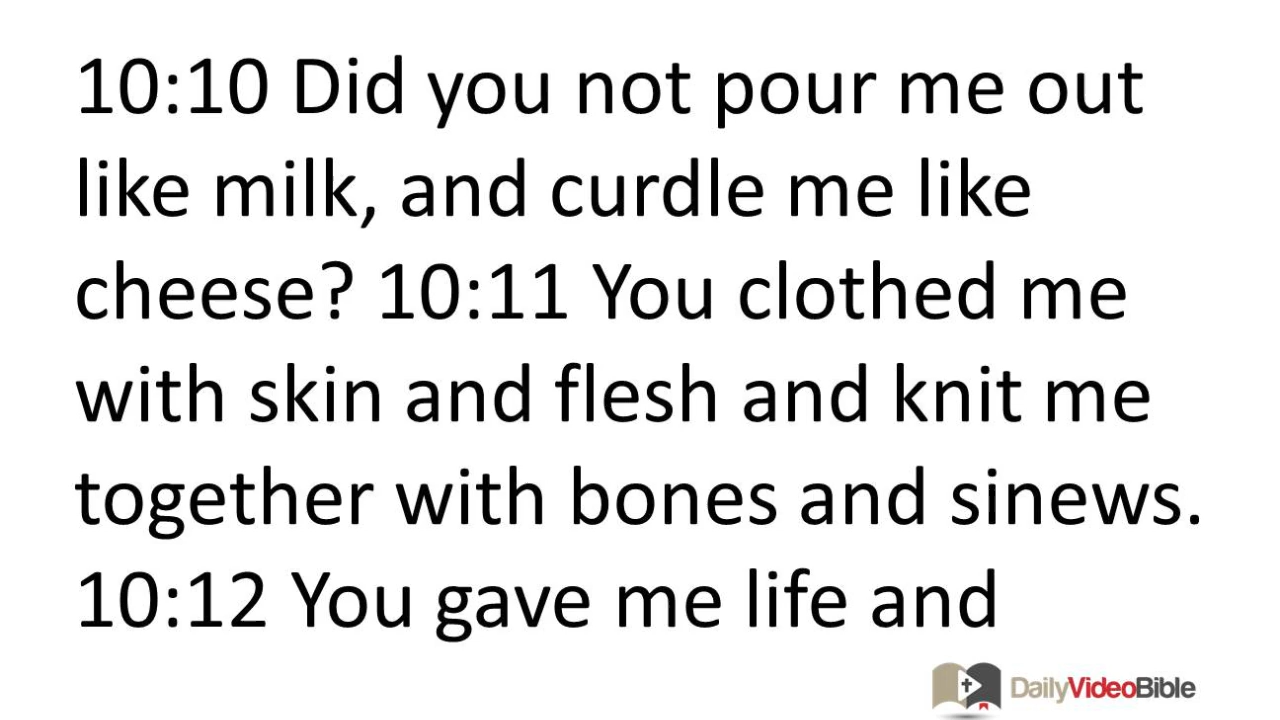 10:10 Did you not pour me out
like milk, and curdle me like
cheese? 10:11 You clothed me
with skin and flesh and knit me
together with bones and sinews.
10:12 You gave me life and
DailyVideoBible